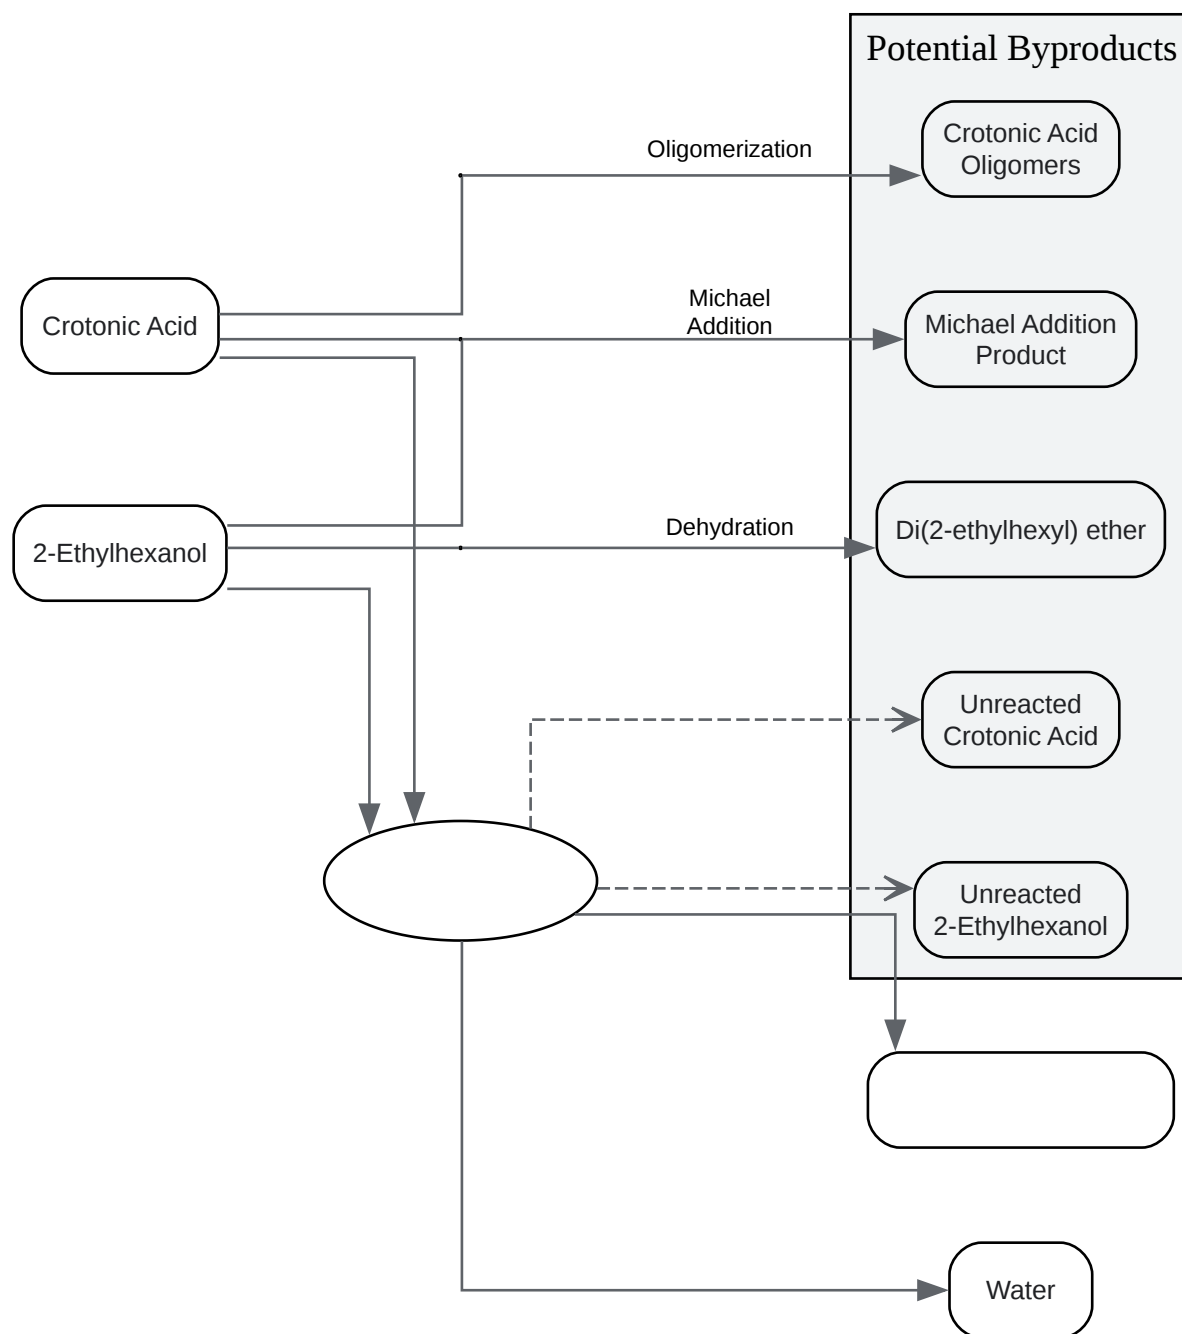 Potential Byproducts
Crotonic Acid
Oligomers
Oligomerization
Crotonic Acid
Michael
Addition
Michael Addition
Product
2-Ethylhexanol
Dehydration
Di(2-ethylhexyl) ether
Unreacted
Crotonic Acid
Unreacted
2-Ethylhexanol
Water